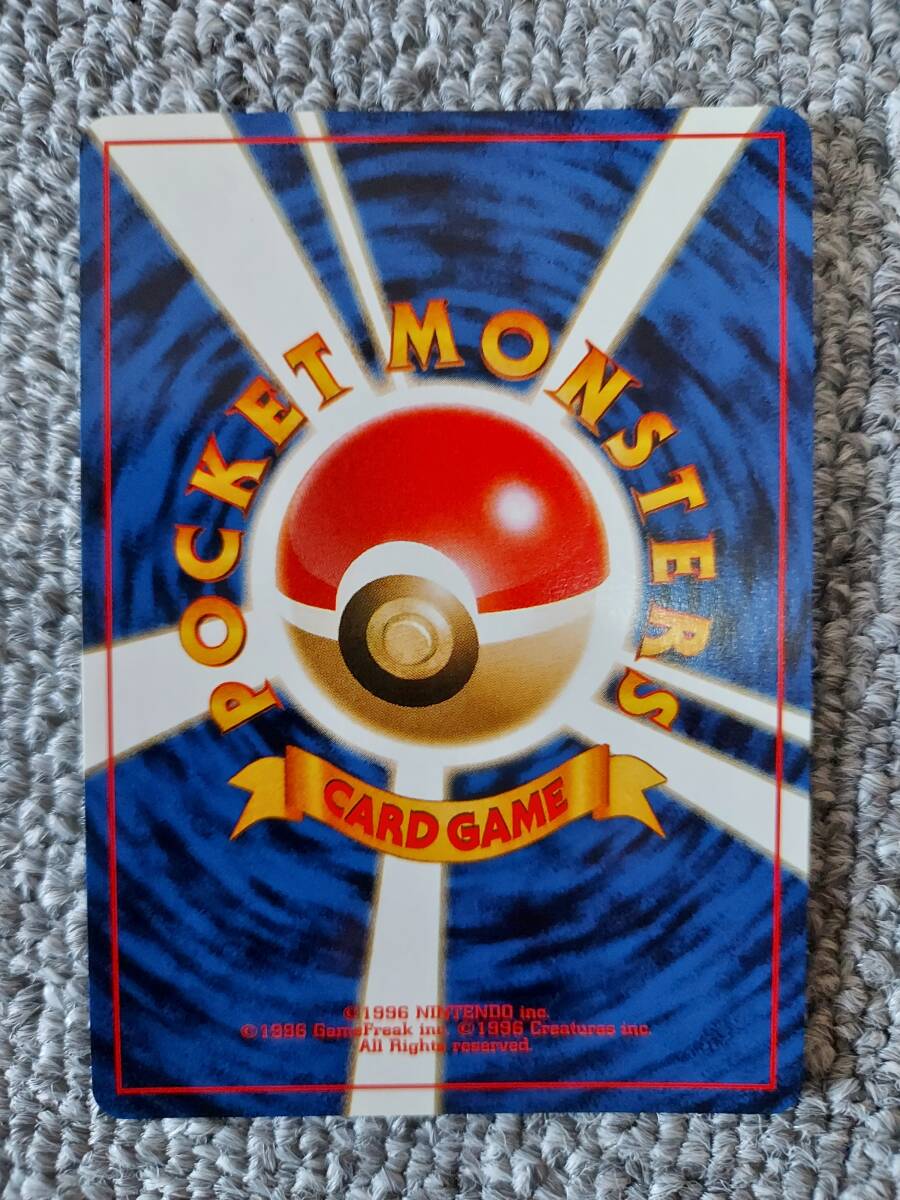 POCKET MONSTERS
CARD GAME
©1996 NINTENDO inc.
©1996 GameFreak inc. ©1996 Creatures inc.
All Rights reserved.